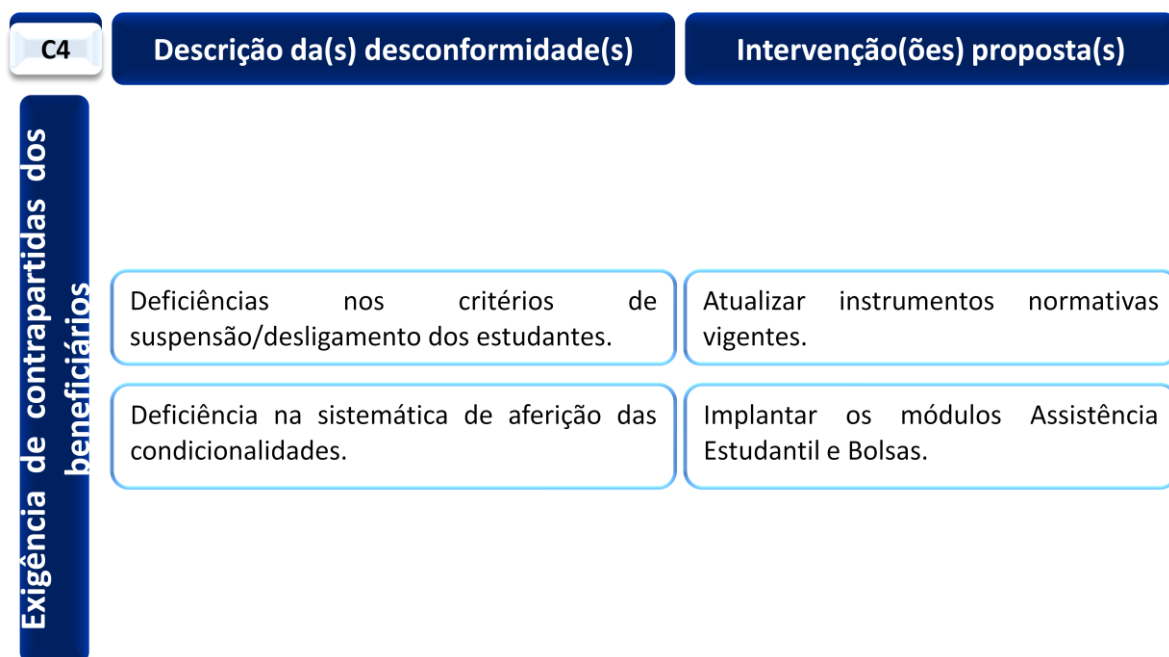 C4
Descrição da(s) desconformidade(s)
Intervenção(ões) proposta(s)
Exigência de contrapartidas dos
beneficiários
Deficiências nos critérios de
suspensão/desligamento dos estudantes.
Atualizar instrumentos normativas
vigentes.
Deficiência na sistemática de aferição das
condicionalidades.
Implantar os módulos Assistência
Estudantil e Bolsas.